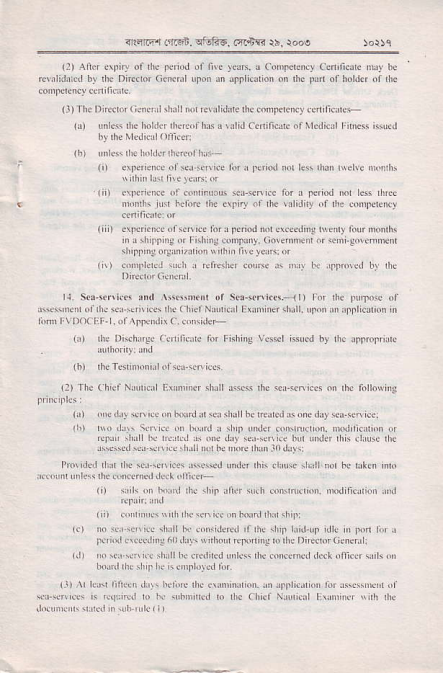 বাংলাদেশ গেজেট, অতিরিক্ত, সেপ্টেম্বর ২৯, ২০০৩ ১০২১৭
(2) After expiry of the period of five years, a Competency Certificate may be
revalidated by the Director General upon an application on the part of holder of the
competency certificate.
(3) The Director General shall not revalidate the competency certificates—
(a) unless the holder thereof has a valid Certificate of Medical Fitness issued
by the Medical Officer;
(b) unless the holder thereof has—
(i) experience of sea-service for a period not less than twelve months
within last five years; or
(ii) experience of continuous sea-service for a period not less three
months just before the expiry of the validity of the competency
certificate; or
(iii) experience of service for a period not exceeding twenty four months
in a shipping or Fishing company, Government or semi-government
shipping organization within five years; or
(iv) completed such a refresher course as may be approved by the
Director General.
14. Sea-services and Assessment of Sea-services.—(1) For the purpose of
assessment of the sea-services the Chief Nautical Examiner shall, upon an application in
form FVDOCEF-1, of Appendix C, consider—
(a) the Discharge Certificate for Fishing Vessel issued by the appropriate
authority; and
(b) the Testimonial of sea-services.
(2) The Chief Nautical Examiner shall assess the sea-services on the following
principles :
(a) one day service on board at sea shall be treated as one day sea-service;
(b) two days Service on board a ship under construction, modification or
repair shall be treated as one day sea-service but under this clause the
assessed sea-service shall not be more than 30 days;
Provided that the sea-services assessed under this clause shall not be taken into
account unless the concerned deck officer—
(i) sails on board the ship after such construction, modification and
repair; and
(ii) continues with the service on board that ship;
(c) no sea-service shall be considered if the ship laid-up idle in port for a
period exceeding 60 days without reporting to the Director General;
(d) no sea-service shall be credited unless the concerned deck officer sails on
board the ship he is employed for.
(3) At least fifteen days before the examination, an application for assessment of
sea-services is required to be submitted to the Chief Nautical Examiner with the
documents stated in sub-rule (1).